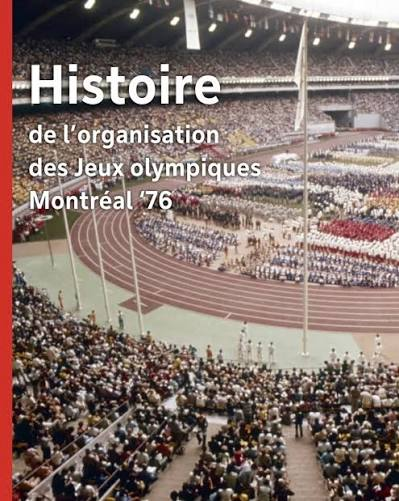 Histoire
de l’organisation
des Jeux olympiques
Montréal ‘76